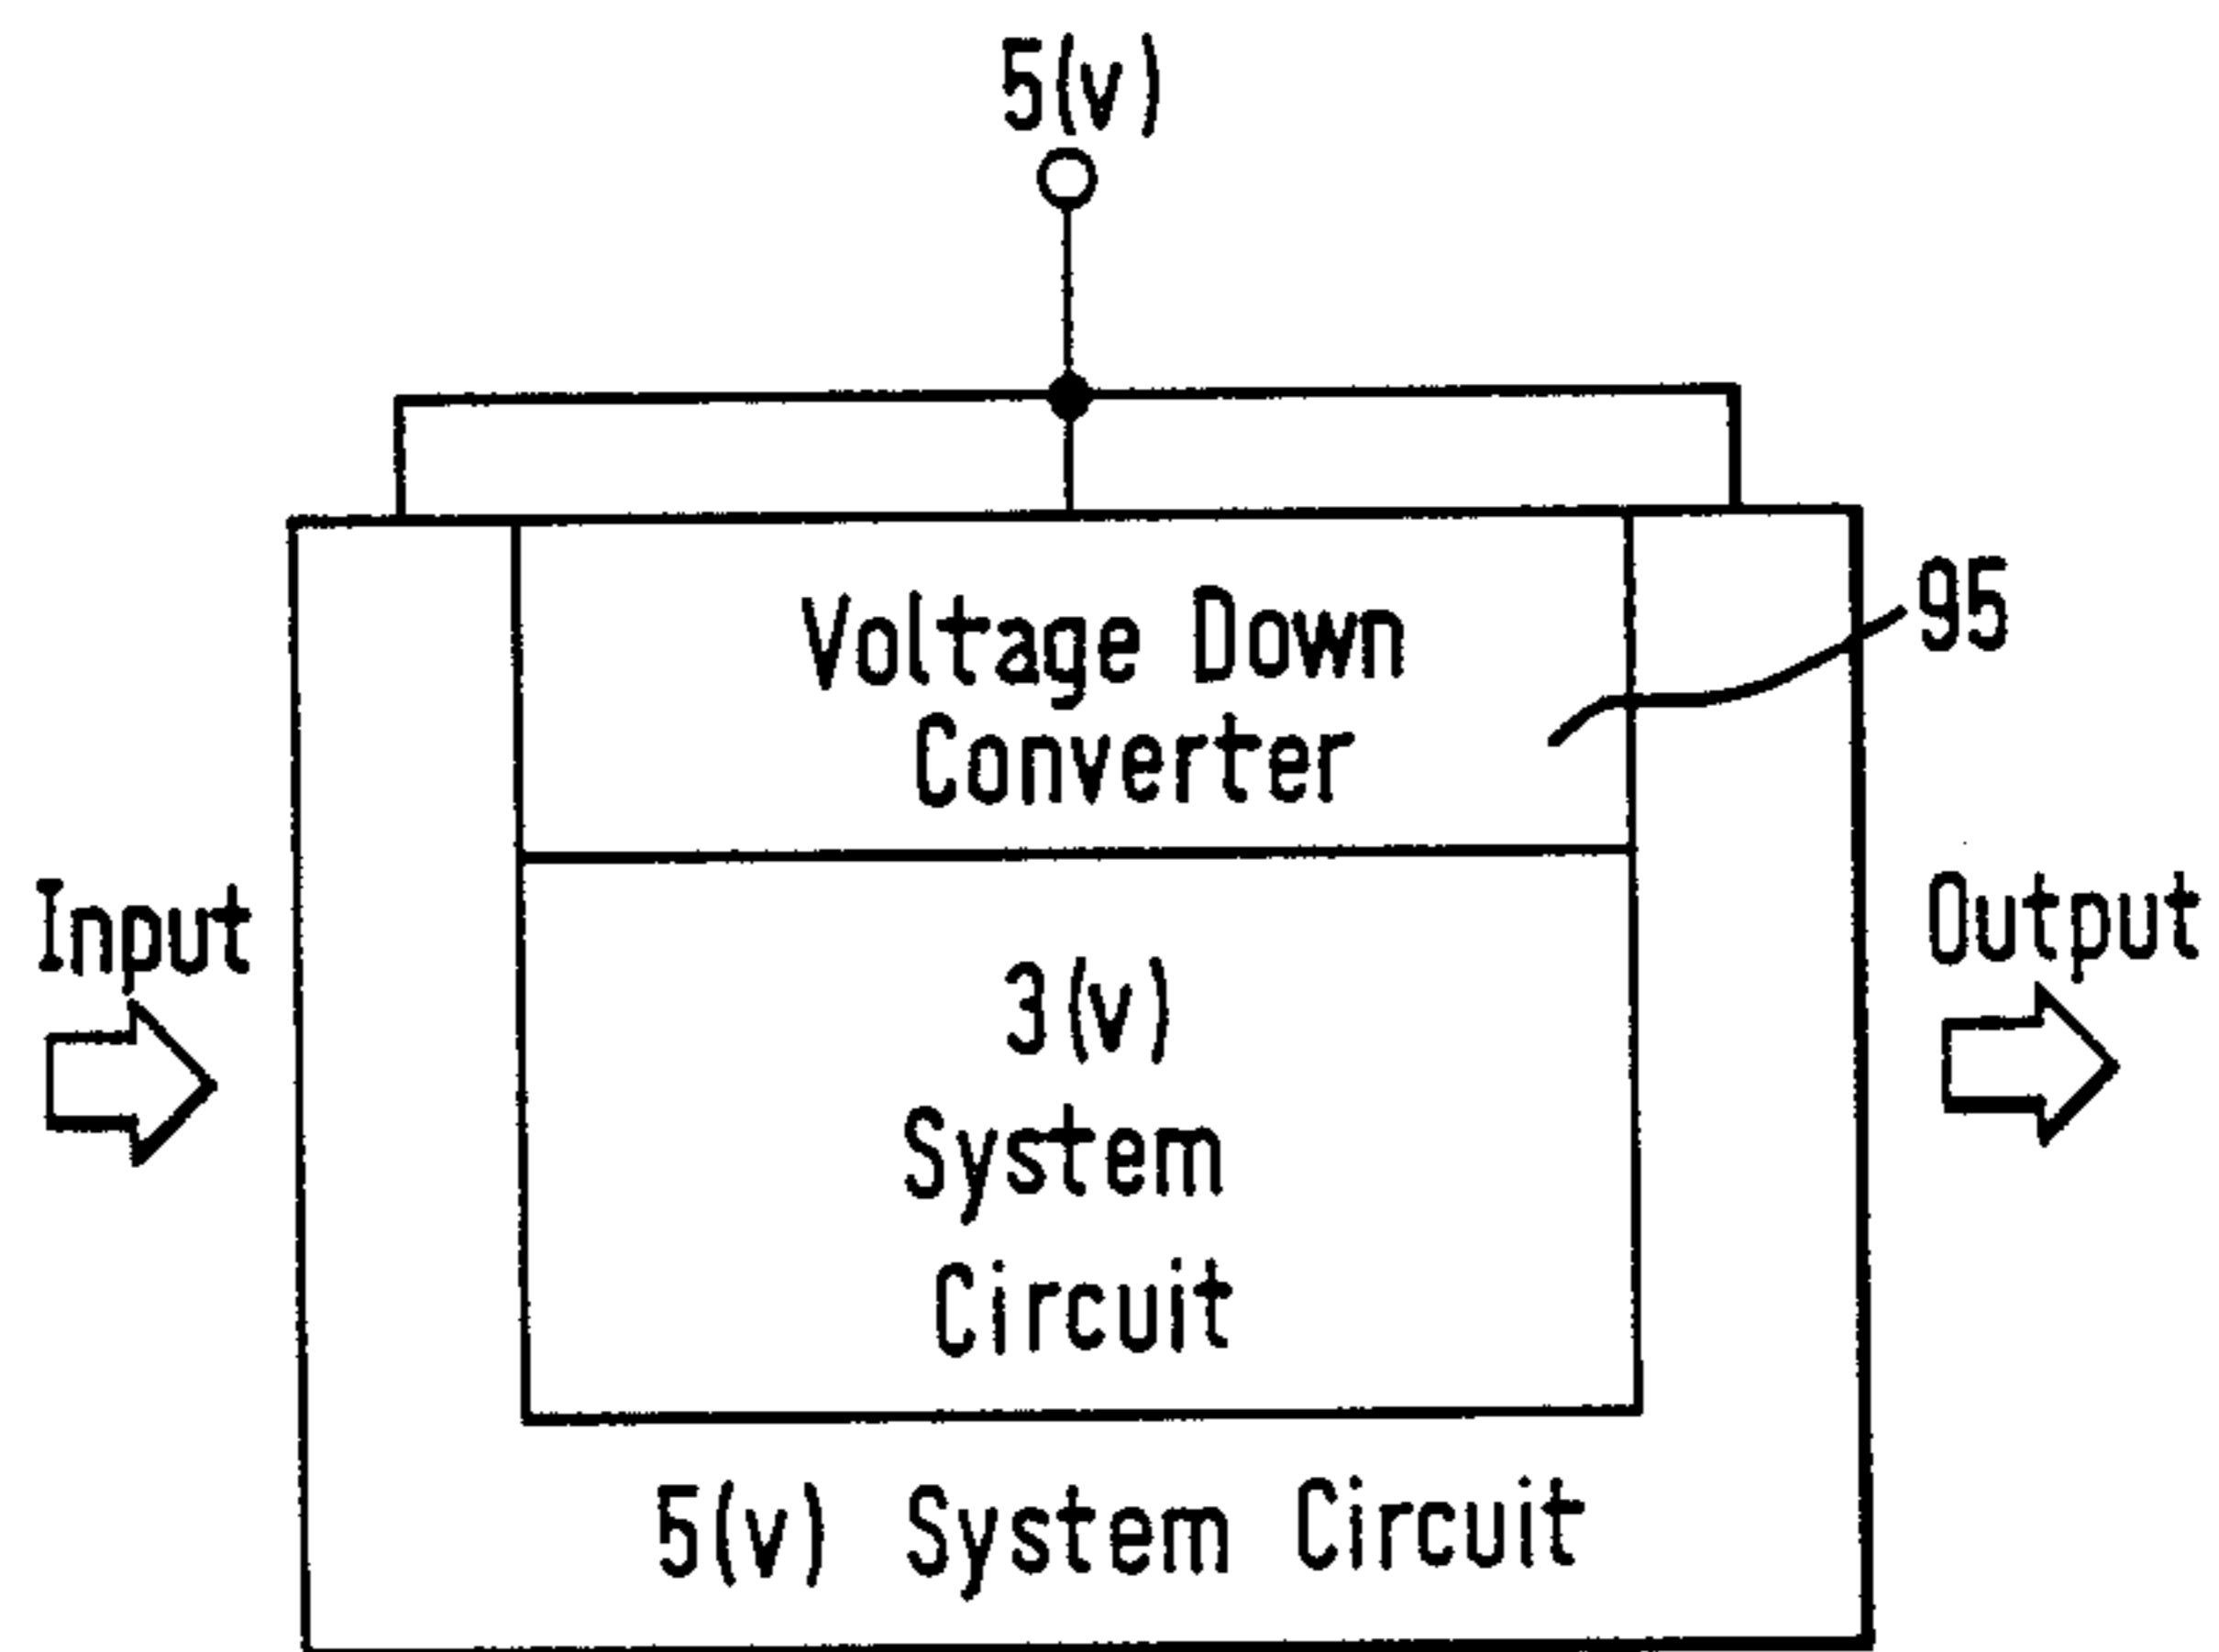 5(v)
Voltage Down
Converter
95
Input
Output
3(v)
System
Circuit
5(v) System Circuit